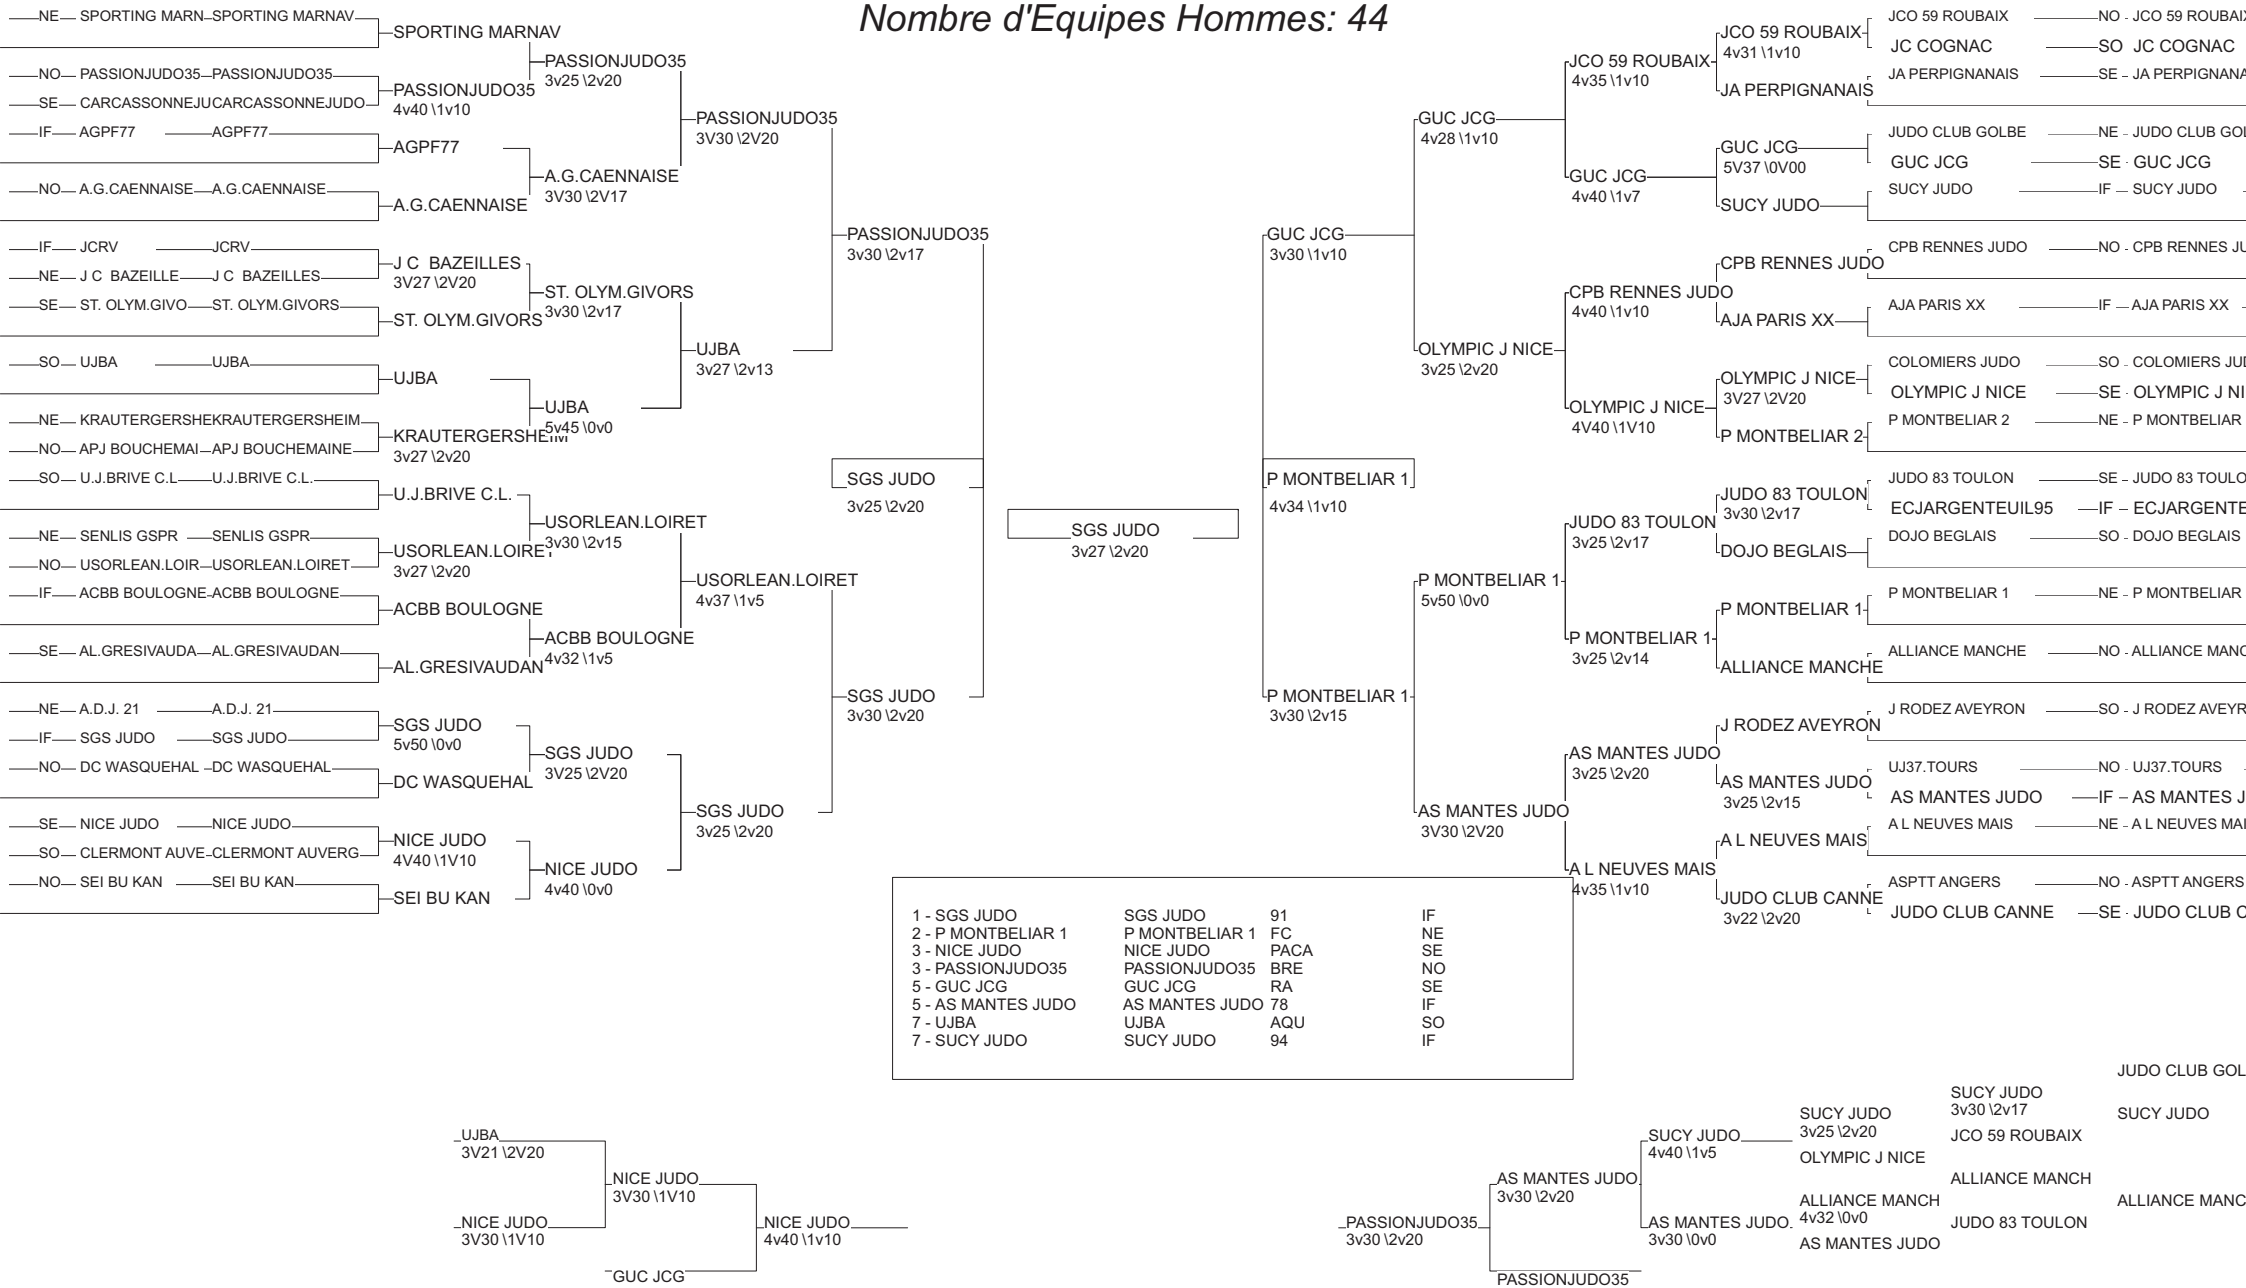 Nombre d'Equipes Hommes: 44
NE SPORTING MARN SPORTING MARNAV
NO PASSIONJUDO35 PASSIONJUDO35
SE CARCASSONNEJU CARCASSONNEJUDO
IF AGPF77 AGPF77
NO A.G.CAENNAISE A.G.CAENNAISE
IF JCRV JCRV
NE J C BAZEILLE J C BAZEILLES
SE ST. OLYM.GIVO ST. OLYM.GIVORS
SO UJBA UJBA
NE KRAUTERGERSHE KRAUTERGERSHEIM
NO APJ BOUCHEMAI APJ BOUCHEMAINE
SO U.J.BRIVE C.L U.J.BRIVE C.L.
NE SENLIS GSPR SENLIS GSPR
NO USORLEAN.LOIR USORLEAN.LOIRET
IF ACBB BOULOGNE ACBB BOULOGNE
SE AL.GRESIVAUDA AL.GRESIVAUDAN
NE A.D.J. 21 A.D.J. 21
IF SGS JUDO SGS JUDO
NO DC WASQUEHAL DC WASQUEHAL
SE NICE JUDO NICE JUDO
SO CLERMONT AUVE CLERMONT AUVERG
NO SEI BU KAN SEI BU KAN
SPORTING MARNAV
PASSIONJUDO35
4v40 \1v10
AGPF77
A.G.CAENNAISE
J C BAZEILLES
3V27 \2V20
ST. OLYM.GIVORS
UJBA
KRAUTERGERSHEIM
3v27 \2v20
U.J.BRIVE C.L.
USORLEAN.LOIRET
3v27 \2v20
ACBB BOULOGNE
AL.GRESIVAUDAN
SGS JUDO
5v50 \0v0
DC WASQUEHAL
NICE JUDO
4V40 \1V10
SEI BU KAN
PASSIONJUDO35
3v25 \2v20
A.G.CAENNAISE
3V30 \2V17
ST. OLYM.GIVORS
3v30 \2v17
UJBA
5v45 \0v0
USORLEAN.LOIRET
3v30 \2v15
ACBB BOULOGNE
4v32 \1v5
SGS JUDO
3V25 \2V20
NICE JUDO
4v40 \0v0
PASSIONJUDO35
3V30 \2V20
UJBA
3v27 \2v13
USORLEAN.LOIRET
4v37 \1v5
SGS JUDO
3v25 \2v20
PASSIONJUDO35
3v30 \2v17
SGS JUDO
3v25 \2v20
SGS JUDO
3v30 \2v20
SGS JUDO
3v27 \2v20
GUC JCG
3v30 \1v10
P MONTBELIAR 1
4v34 \1v10
P MONTBELIAR 1
3v30 \2v15
GUC JCG
4v28 \1v10
OLYMPIC J NICE
3v25 \2v20
P MONTBELIAR 1
5v50 \0v0
AS MANTES JUDO
3V30 \2V20
JCO 59 ROUBAIX
4v35 \1v10
GUC JCG
4v40 \1v7
CPB RENNES JUDO
4v40 \1v10
OLYMPIC J NICE
4V40 \1V10
JUDO 83 TOULON
3v25 \2v17
P MONTBELIAR 1
3v25 \2v14
AS MANTES JUDO
3v25 \2v20
A L NEUVES MAIS
4v35 \1v10
JCO 59 ROUBAIX
4v31 \1v10
JA PERPIGNANAIS
GUC JCG
5V37 \0V00
SUCY JUDO
CPB RENNES JUDO
AJA PARIS XX
OLYMPIC J NICE
3V27 \2V20
P MONTBELIAR 2
JUDO 83 TOULON
3v30 \2v17
DOJO BEGLAIS
P MONTBELIAR 1
ALLIANCE MANCHE
J RODEZ AVEYRON
AS MANTES JUDO
3v25 \2v15
A L NEUVES MAIS
JUDO CLUB CANNE
3v22 \2v20
JCO 59 ROUBAIX NO - JCO 59 ROUBAIX
JC COGNAC SO JC COGNAC
JA PERPIGNANAIS SE - JA PERPIGNANA
JUDO CLUB GOLBE NE - JUDO CLUB GOL
GUC JCG SE - GUC JCG
SUCY JUDO IF - SUCY JUDO
CPB RENNES JUDO NO - CPB RENNES JU
AJA PARIS XX IF - AJA PARIS XX
COLOMIERS JUDO SO - COLOMIERS JUD
OLYMPIC J NICE SE - OLYMPIC J NI
P MONTBELIAR 2 NE - P MONTBELIAR
JUDO 83 TOULON SE - JUDO 83 TOULO
ECJARGENTEUIL95 IF - ECJARGENTE
DOJO BEGLAIS SO - DOJO BEGLAIS
P MONTBELIAR 1 NE - P MONTBELIAR
ALLIANCE MANCHE NO - ALLIANCE MANC
J RODEZ AVEYRON SO - J RODEZ AVEYR
UJ37.TOURS NO - UJ37.TOURS
AS MANTES JUDO IF - AS MANTES J
A L NEUVES MAIS NE - A L NEUVES MAI
ASPTT ANGERS NO - ASPTT ANGERS
JUDO CLUB CANNE SE - JUDO CLUB C
1 - SGS JUDO SGS JUDO 91 IF
2 - P MONTBELIAR 1 P MONTBELIAR 1 FC NE
3 - NICE JUDO NICE JUDO PACA SE
3 - PASSIONJUDO35 PASSIONJUDO35 BRE NO
5 - GUC JCG GUC JCG RA SE
5 - AS MANTES JUDO AS MANTES JUDO 78 IF
7 - UJBA UJBA AQU SO
7 - SUCY JUDO SUCY JUDO 94 IF
UJBA
3V21 \2V20
NICE JUDO
3V30 \1V10
NICE JUDO
3V30 \1V10
GUC JCG
NICE JUDO
4v40 \1v10
PASSIONJUDO35
3v30 \2v20
AS MANTES JUDO
3v30 \2v20
PASSIONJUDO35
SUCY JUDO
4v40 \1v5
AS MANTES JUDO
3v30 \0v0
SUCY JUDO
3v25 \2v20
OLYMPIC J NICE
ALLIANCE MANCH
4v32 \0v0
AS MANTES JUDO
SUCY JUDO
3v30 \2v17
JCO 59 ROUBAIX
ALLIANCE MANCH
JUDO 83 TOULON
JUDO CLUB GOL
SUCY JUDO
ALLIANCE MANC